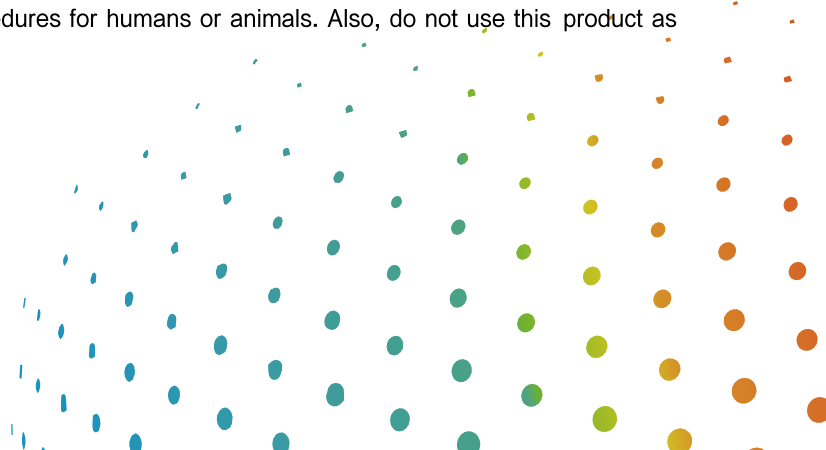 dures for humans or animals. Also, do not use this product as